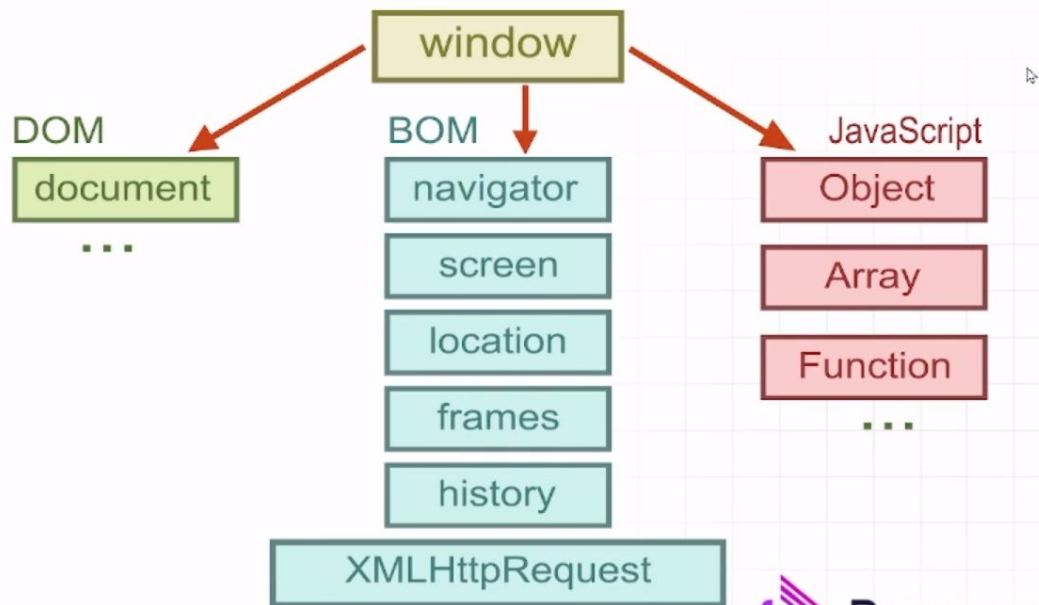 window
DOM
BOM
JavaScript
document
navigator
Object
...
screen
Array
location
Function
frames
...
history
XMLHttpRequest